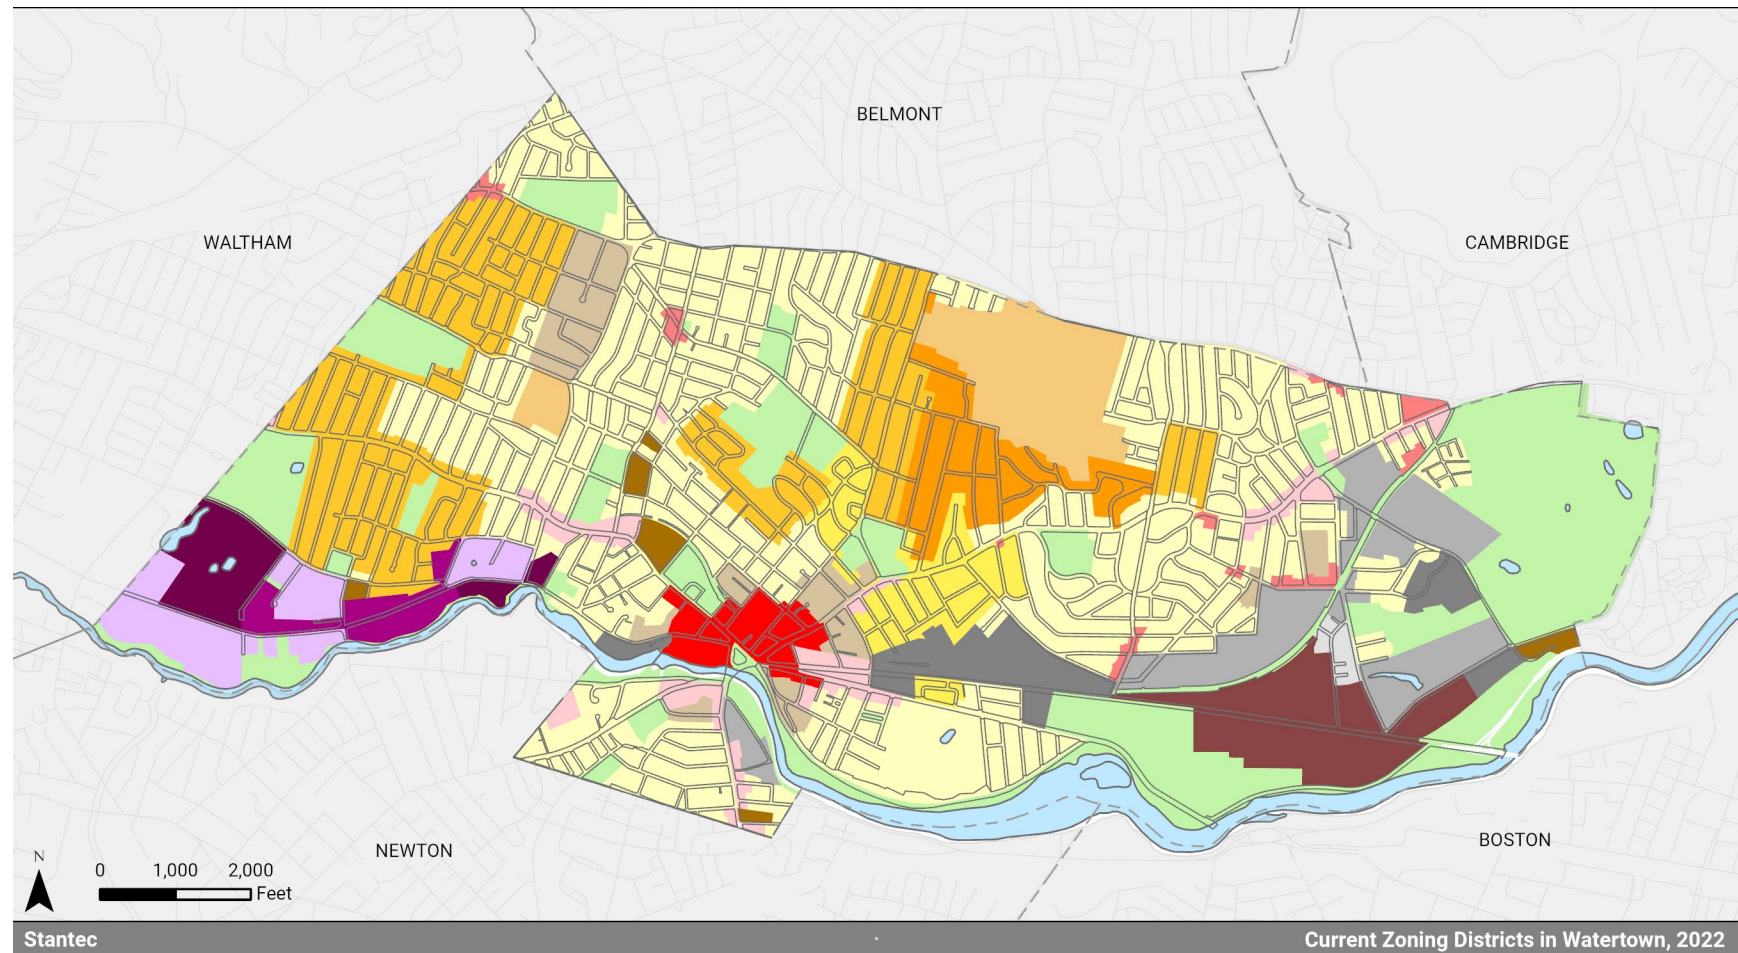 BELMONT
WALTHAM
CAMBRIDGE
NEWTON
BOSTON
N
0 1,000 2,000
Feet
Stantec
Current Zoning Districts in Watertown, 2022